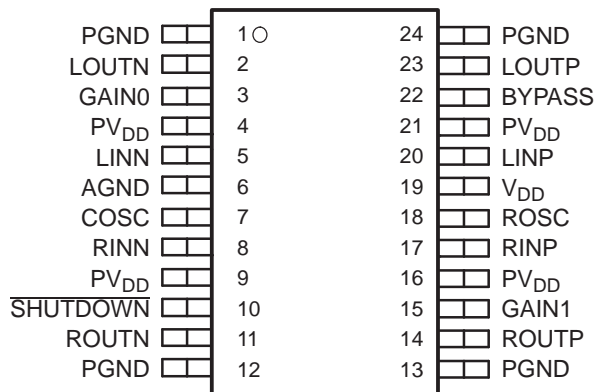 PGND 1 24 PGND
LOUTN 2 23 LOUTP
GAIN0 3 22 BYPASS
PVDD 4 21 PVDD
LINN 5 20 LINP
AGND 6 19 VDD
COSC 7 18 ROSC
RINN 8 17 RINP
PVDD 9 16 PVDD
SHUTDOWN 10 15 GAIN1
ROUTN 11 14 ROUTP
PGND 12 13 PGND